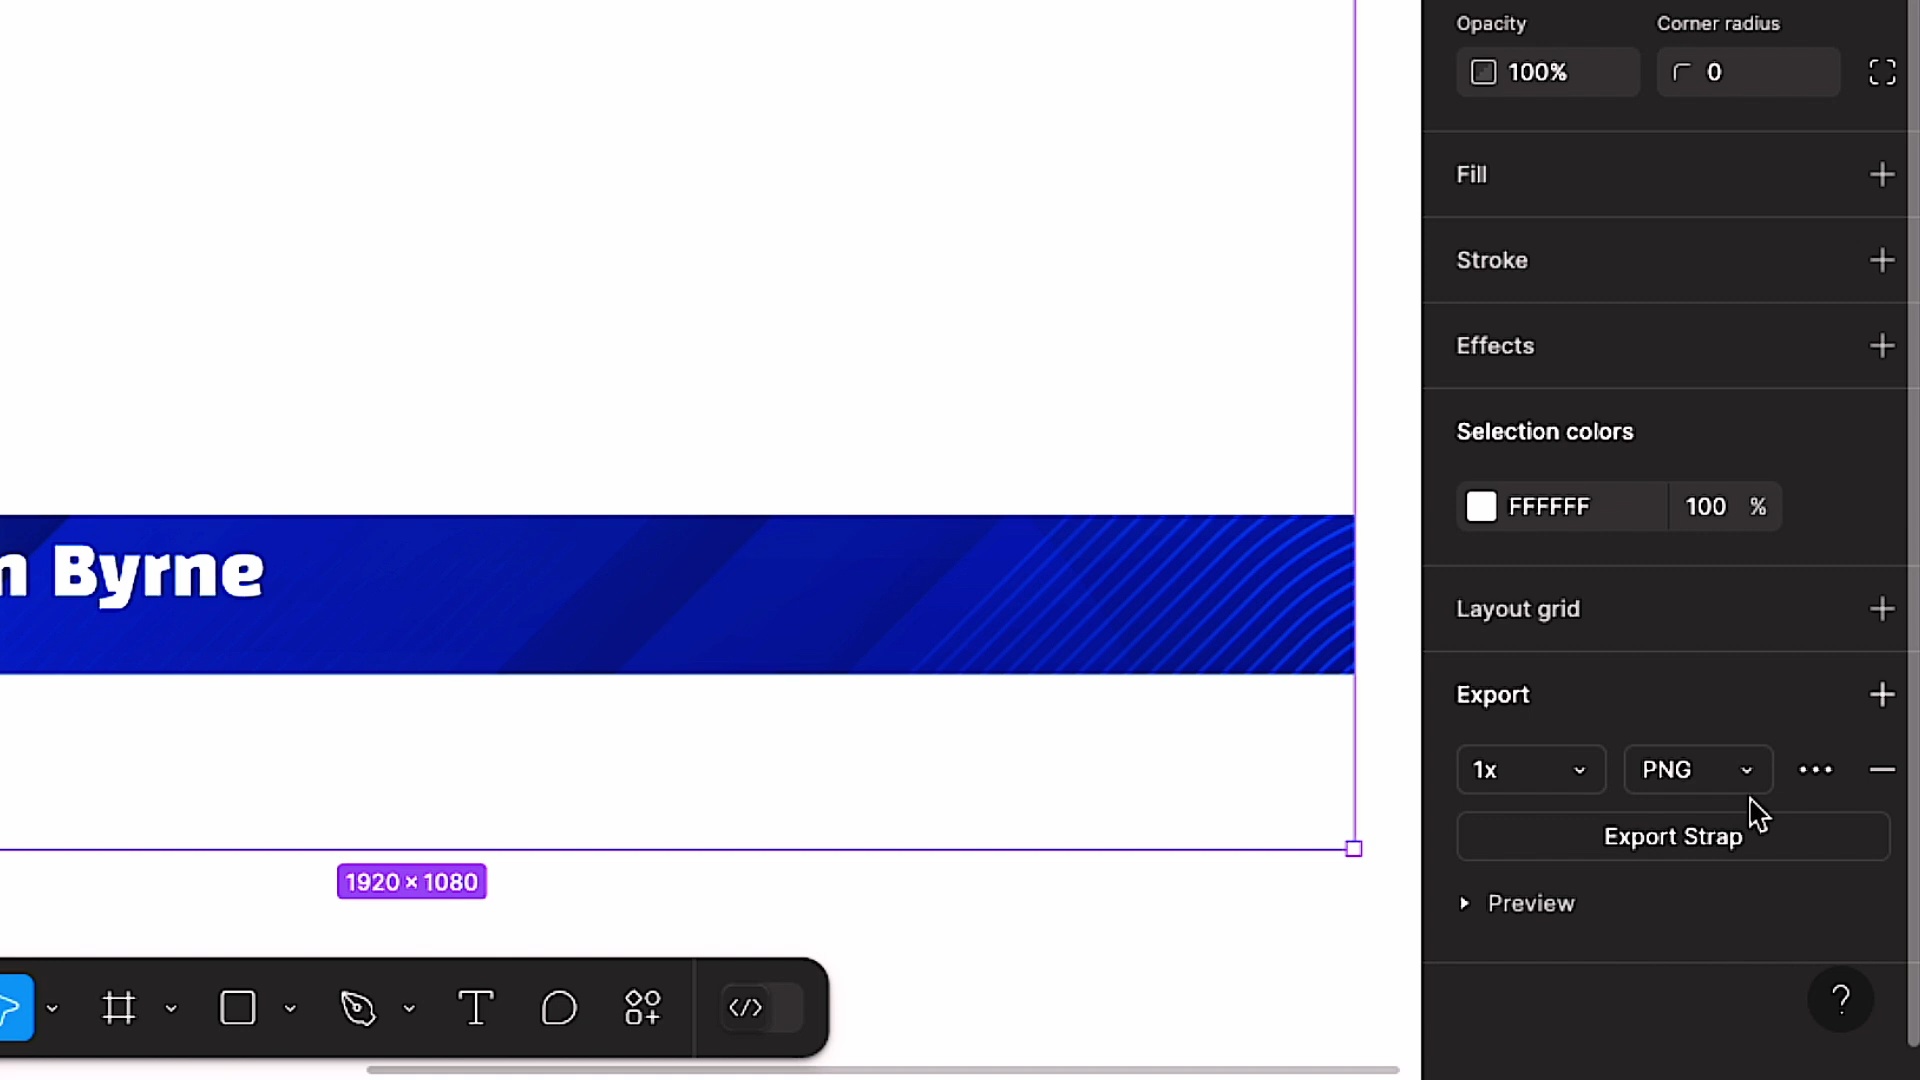 Opacity
Corner radius
100%
0
Fill
Stroke
Effects
Selection colors
FFFFFF
100 %
n Byrne
Layout grid
Export
1x
PNG
Export Strap
1920 × 1080
Preview
?